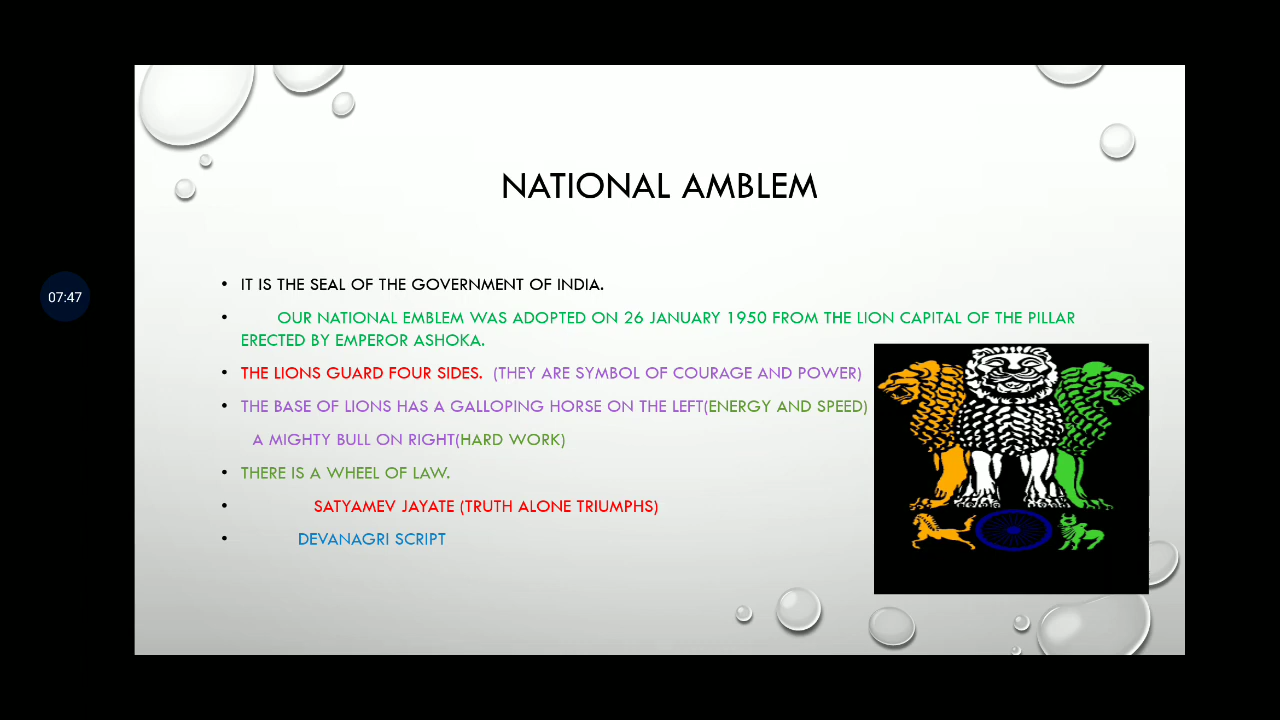 NATIONAL AMBLEM
• IT IS THE SEAL OF THE GOVERNMENT OF INDIA.
• OUR NATIONAL EMBLEM WAS ADOPTED ON 26 JANUARY 1950 FROM THE LION CAPITAL OF THE PILLAR
ERECTED BY EMPEROR ASHOKA.
• THE LIONS GUARD FOUR SIDES. (THEY ARE SYMBOL OF COURAGE AND POWER)
• THE BASE OF LIONS HAS A GALLOPING HORSE ON THE LEFT(ENERGY AND SPEED)
A MIGHTY BULL ON RIGHT(HARD WORK)
• THERE IS A WHEEL OF LAW.
• SATYAMEV JAYATE (TRUTH ALONE TRIUMPHS)
• DEVANAGRI SCRIPT
07:47